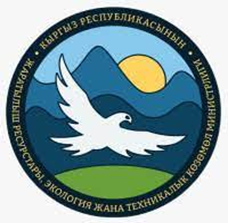 КЫРГЫЗ РЕСПУБЛИКАСЫНЫН
ЖАРАТЫЛЫШ РЕСУРСТАРЫ, ЭКОЛОГИЯ ЖАНА ТЕХНИКАЛЫК КӨЗӨМӨЛ МИНИСТРЛИГИ